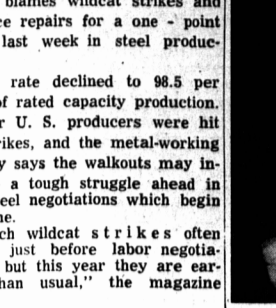 blames wildcat strikes and
repairs for a one - point
last week in steel produc-
rate declined to 98.5 per
of rated capacity production.
U. S. producers were hit
and the metal-working
says the walkouts may in-
a tough struggle ahead in
negotiations which begin
wildcat strikes often
just before labor negotia-
but this year they are ear-
than usual," the magazine